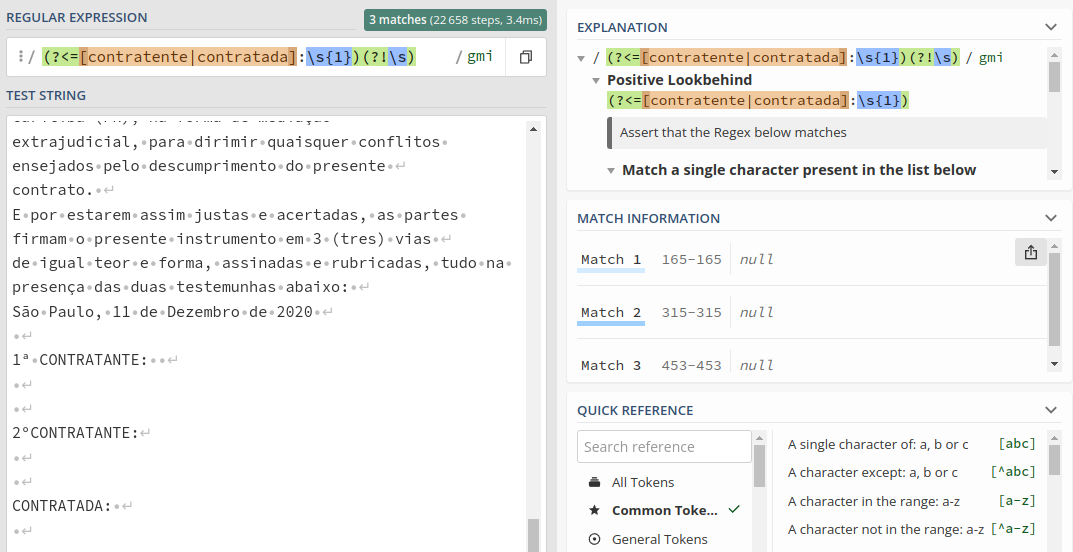 REGULAR EXPRESSION
3 matches (22 658 steps, 3.4ms)
/ (?<=[contratente|contratada]:\s{1})(?!\s) / gmi
TEST STRING
extrajudicial, para dirimir quaisquer conflitos
ensejados pelo descumprimento do presente
contrato.
E por estarem assim justas e acertadas, as partes
firmam o presente instrumento em 3 (tres) vias
de igual teor e forma, assinadas e rubricadas, tudo na
presença das duas testemunhas abaixo:
São Paulo, 11 de Dezembro de 2020
1ª CONTRATANTE:
2ºCONTRATANTE:
CONTRATADA:
EXPLANATION
/ (?<=[contratente|contratada]:\s{1})(?!\s) / gmi
Positive Lookbehind
(?<=[contratente|contratada]:\s{1})
Assert that the Regex below matches
Match a single character present in the list below
MATCH INFORMATION
Match 1 165-165 null
Match 2 315-315 null
Match 3 453-453 null
QUICK REFERENCE
Search reference
All Tokens
Common Toke...
General Tokens
A single character of: a, b or c [abc]
A character except: a, b or c [^abc]
A character in the range: a-z [a-z]
A character not in the range: a-z [^a-z]